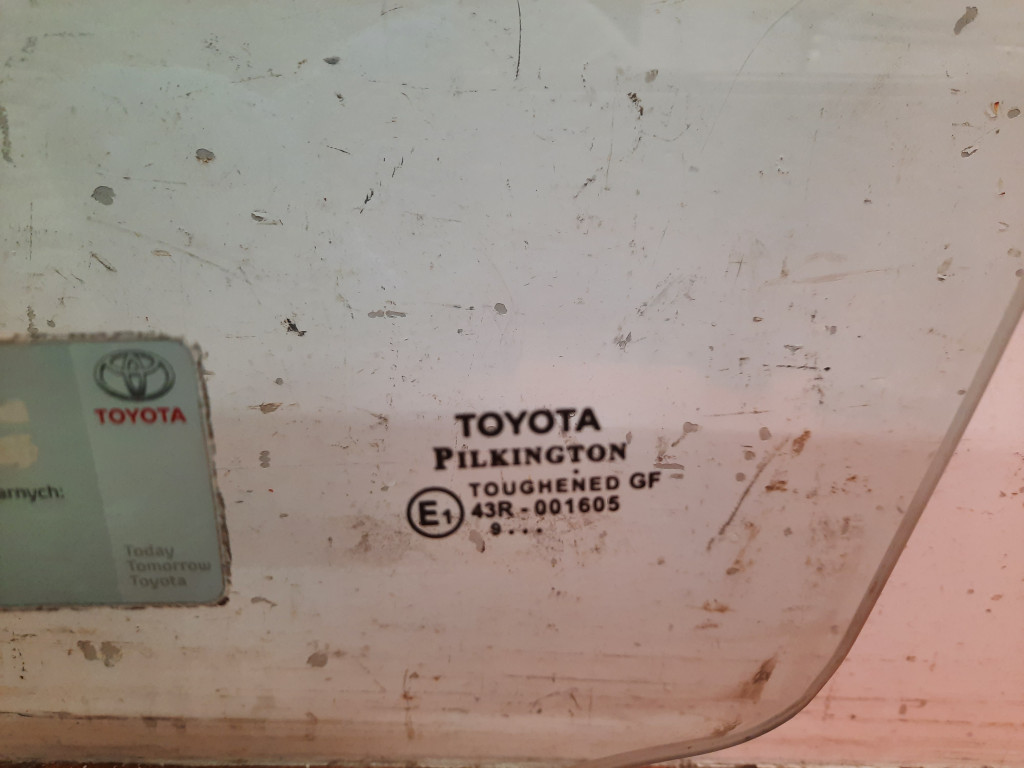 TOYOTA
arnych:
Today
Tomorrow
Toyota
TOYOTA
PILKINGTON
E1
TOUGHENED GF
43R - 001605
9...